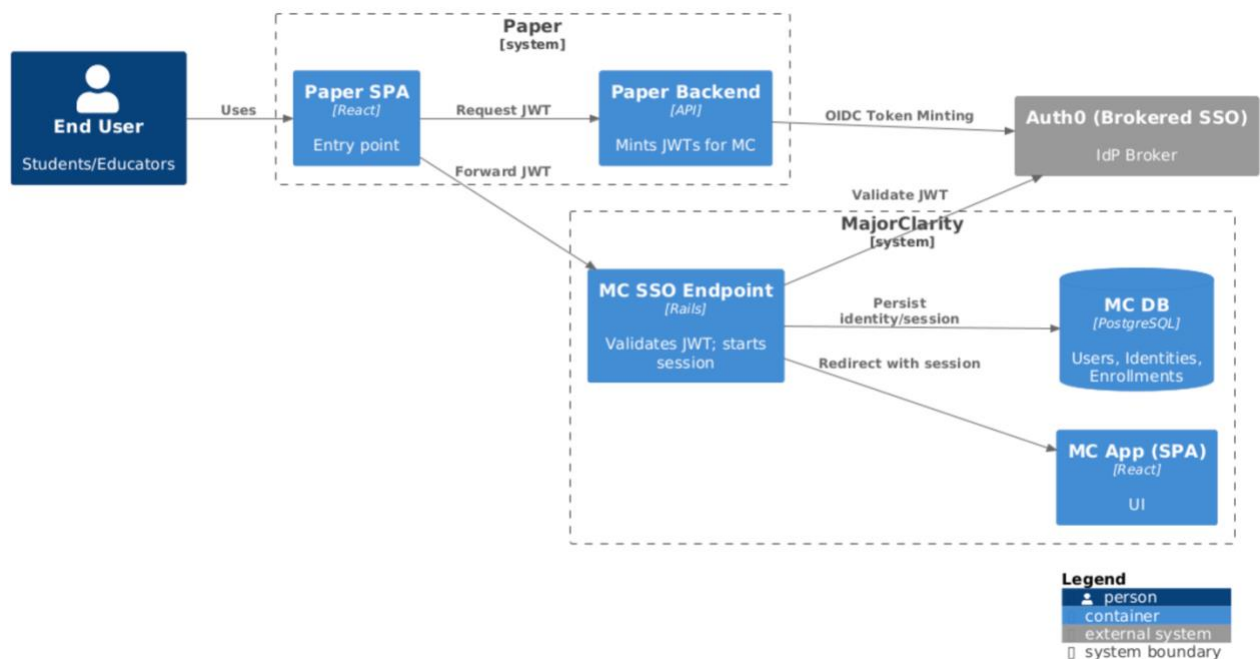 Paper
[system]
End User
Students/Educators
Uses
Paper SPA
[React]
Entry point
Request JWT
Paper Backend
[API]
Mints JWTs for MC
OIDC Token Minting
Auth0 (Brokered SSO)
IdP Broker
Forward JWT
Validate JWT
MajorClarity
[system]
MC SSO Endpoint
[Rails]
Validates JWT; starts
session
Persist
identity/session
MC DB
[PostgreSQL]
Users, Identities,
Enrollments
Redirect with session
MC App (SPA)
[React]
UI
Legend
person
container
external system
system boundary